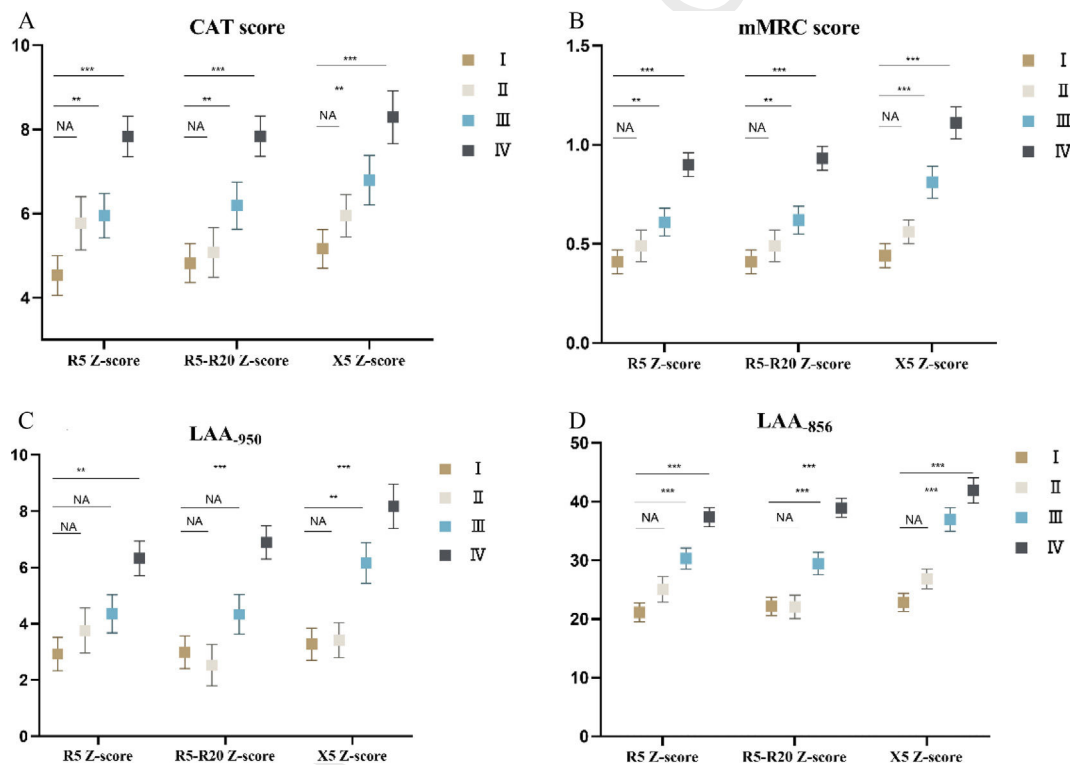 A
CAT score
10
8
6
4
*** *** ***
** ** **
NA NA NA
I
II
III
IV
R5 Z-score R5-R20 Z-score X5 Z-score
B
mMRC score
1.5
1.0
0.5
0.0
*** *** ***
** ** ***
NA NA NA
I
II
III
IV
R5 Z-score R5-R20 Z-score X5 Z-score
C
LAA-950
10
8
6
4
2
0
** *** ***
NA NA **
NA NA NA
I
II
III
IV
R5 Z-score R5-R20 Z-score X5 Z-score
D
LAA-856
50
40
30
20
10
0
*** *** ***
*** *** ***
NA NA NA
I
II
III
IV
R5 Z-score R5-R20 Z-score X5 Z-score